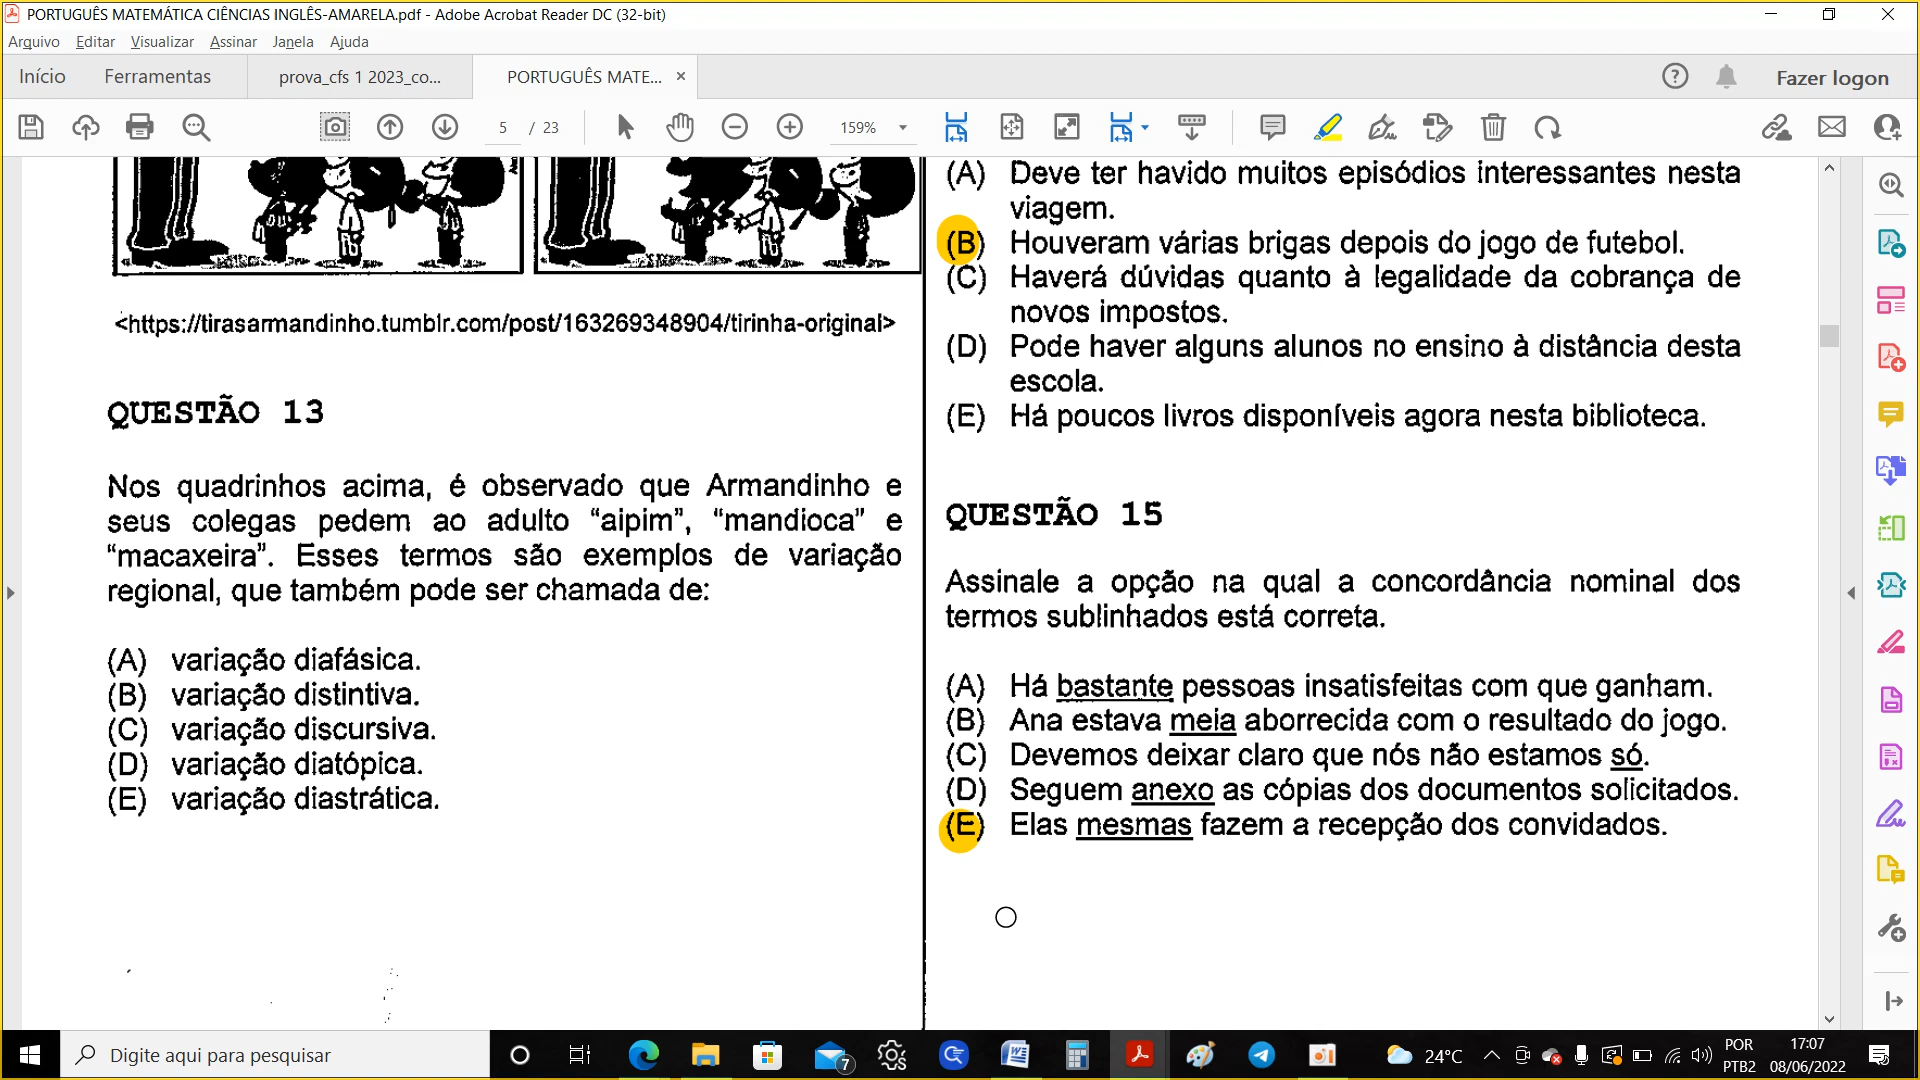 PORTUGUÊS MATEMÁTICA CIÊNCIAS INGLÊS-AMARELA.pdf - Adobe Acrobat Reader DC (32-bit)
Arquivo Editar Visualizar Assinar Janela Ajuda
Início Ferramentas prova_cfs 1 2023_co... PORTUGUÊS MATE... × Fazer logon
5 / 23 159%
<https://tirasarmandinho.tumblr.com/post/163269348904/tirinha-original>
QUESTÃO 13
Nos quadrinhos acima, é observado que Armandinho e
seus colegas pedem ao adulto “aipim”, “mandioca” e
“macaxeira”. Esses termos são exemplos de variação
regional, que também pode ser chamada de:
(A) variação diafásica.
(B) variação distintiva.
(C) variação discursiva.
(D) variação diatópica.
(E) variação diastrática.
(A) Deve ter havido muitos episódios interessantes nesta
viagem.
(B) Houveram várias brigas depois do jogo de futebol.
(C) Haverá dúvidas quanto à legalidade da cobrança de
novos impostos.
(D) Pode haver alguns alunos no ensino à distância desta
escola.
(E) Há poucos livros disponíveis agora nesta biblioteca.
QUESTÃO 15
Assinale a opção na qual a concordância nominal dos
termos sublinhados está correta.
(A) Há bastante pessoas insatisfeitas com que ganham.
(B) Ana estava meia aborrecida com o resultado do jogo.
(C) Devemos deixar claro que nós não estamos só.
(D) Seguem anexo as cópias dos documentos solicitados.
(E) Elas mesmas fazem a recepção dos convidados.
Digite aqui para pesquisar
7
24°C
POR
PTB2
17:07
08/06/2022